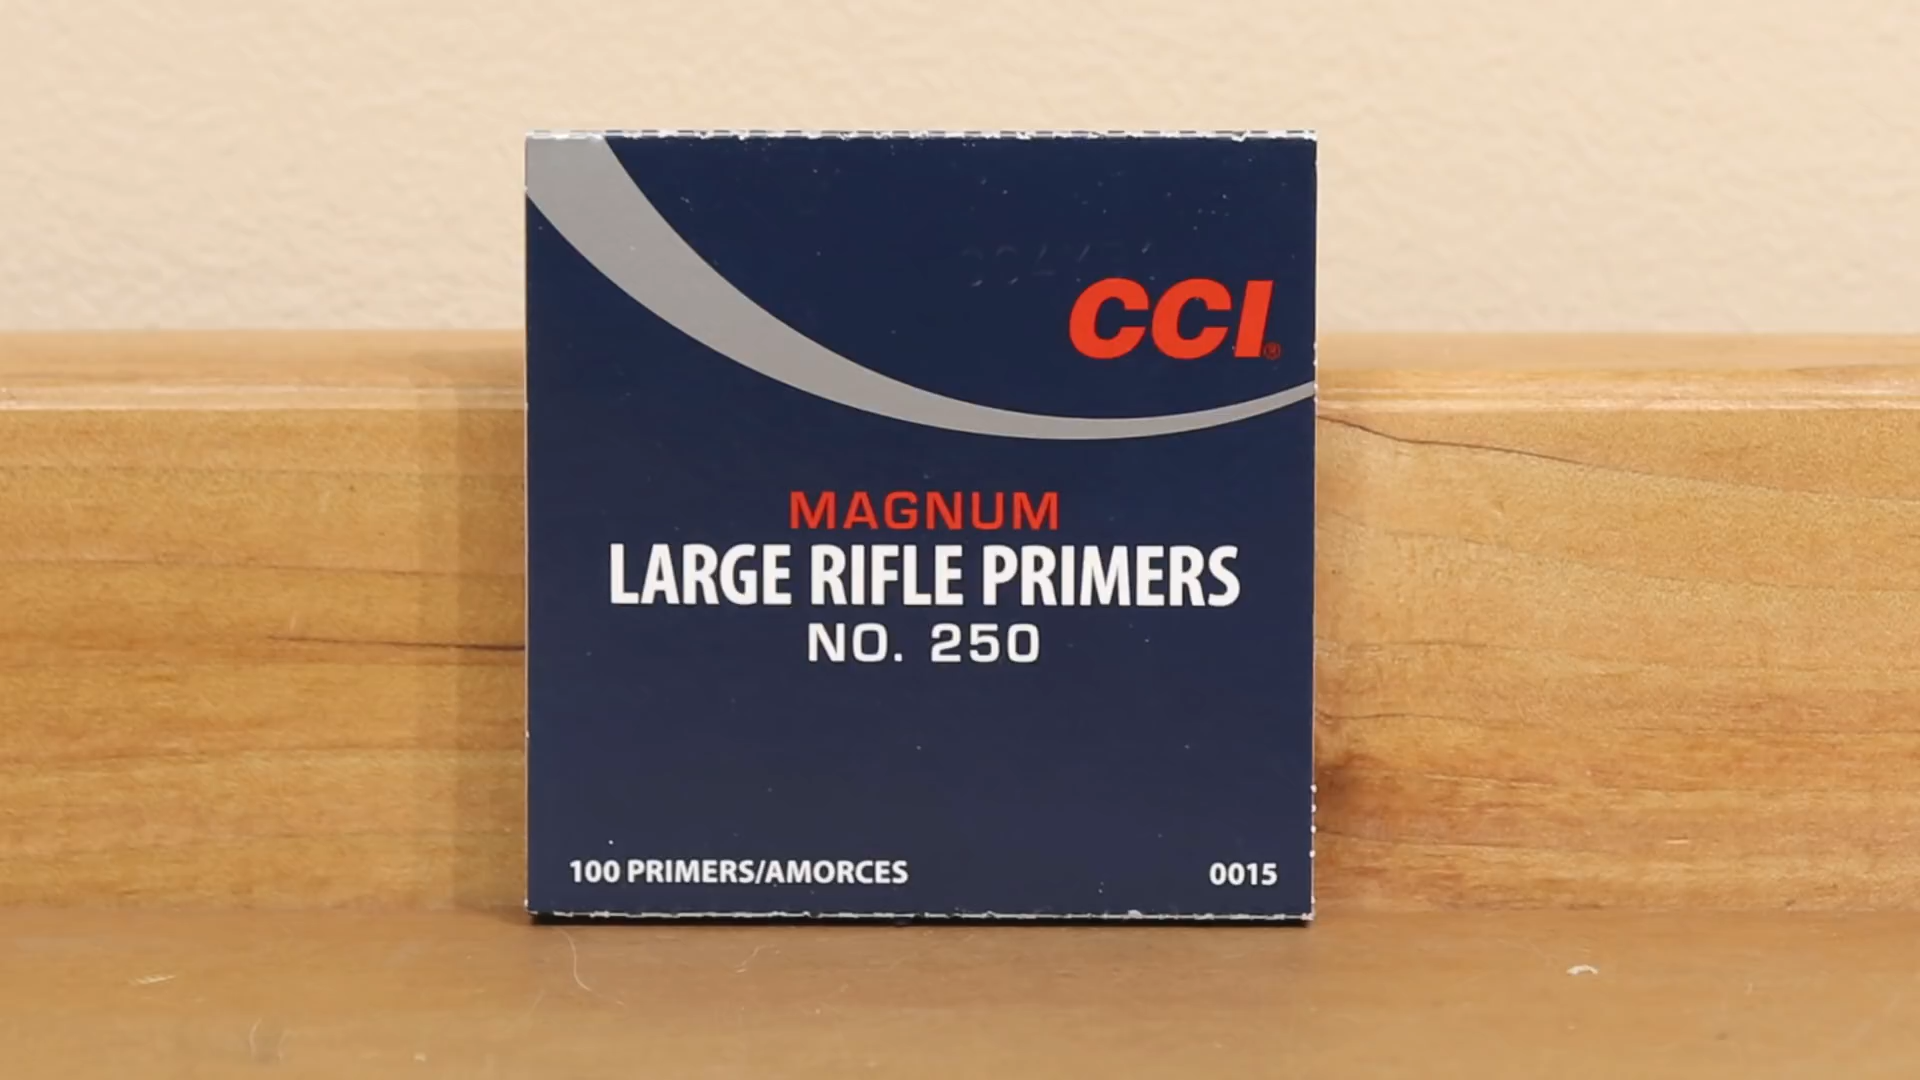 CCI®
MAGNUM
LARGE RIFLE PRIMERS
NO. 250
100 PRIMERS/AMORCES
0015